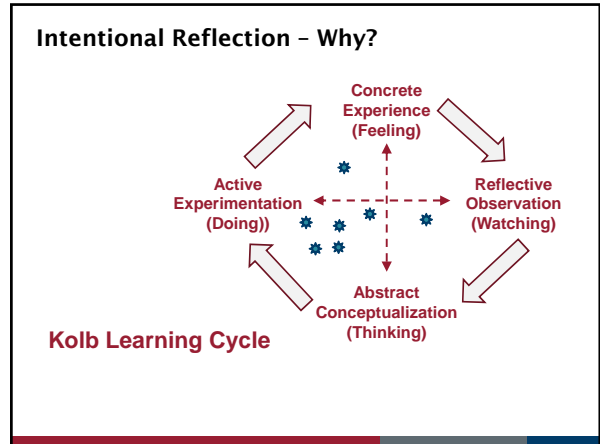 Intentional Reflection – Why?
Concrete
Experience
(Feeling)
Active
Experimentation
(Doing))
Reflective
Observation
(Watching)
Abstract
Conceptualization
(Thinking)
Kolb Learning Cycle